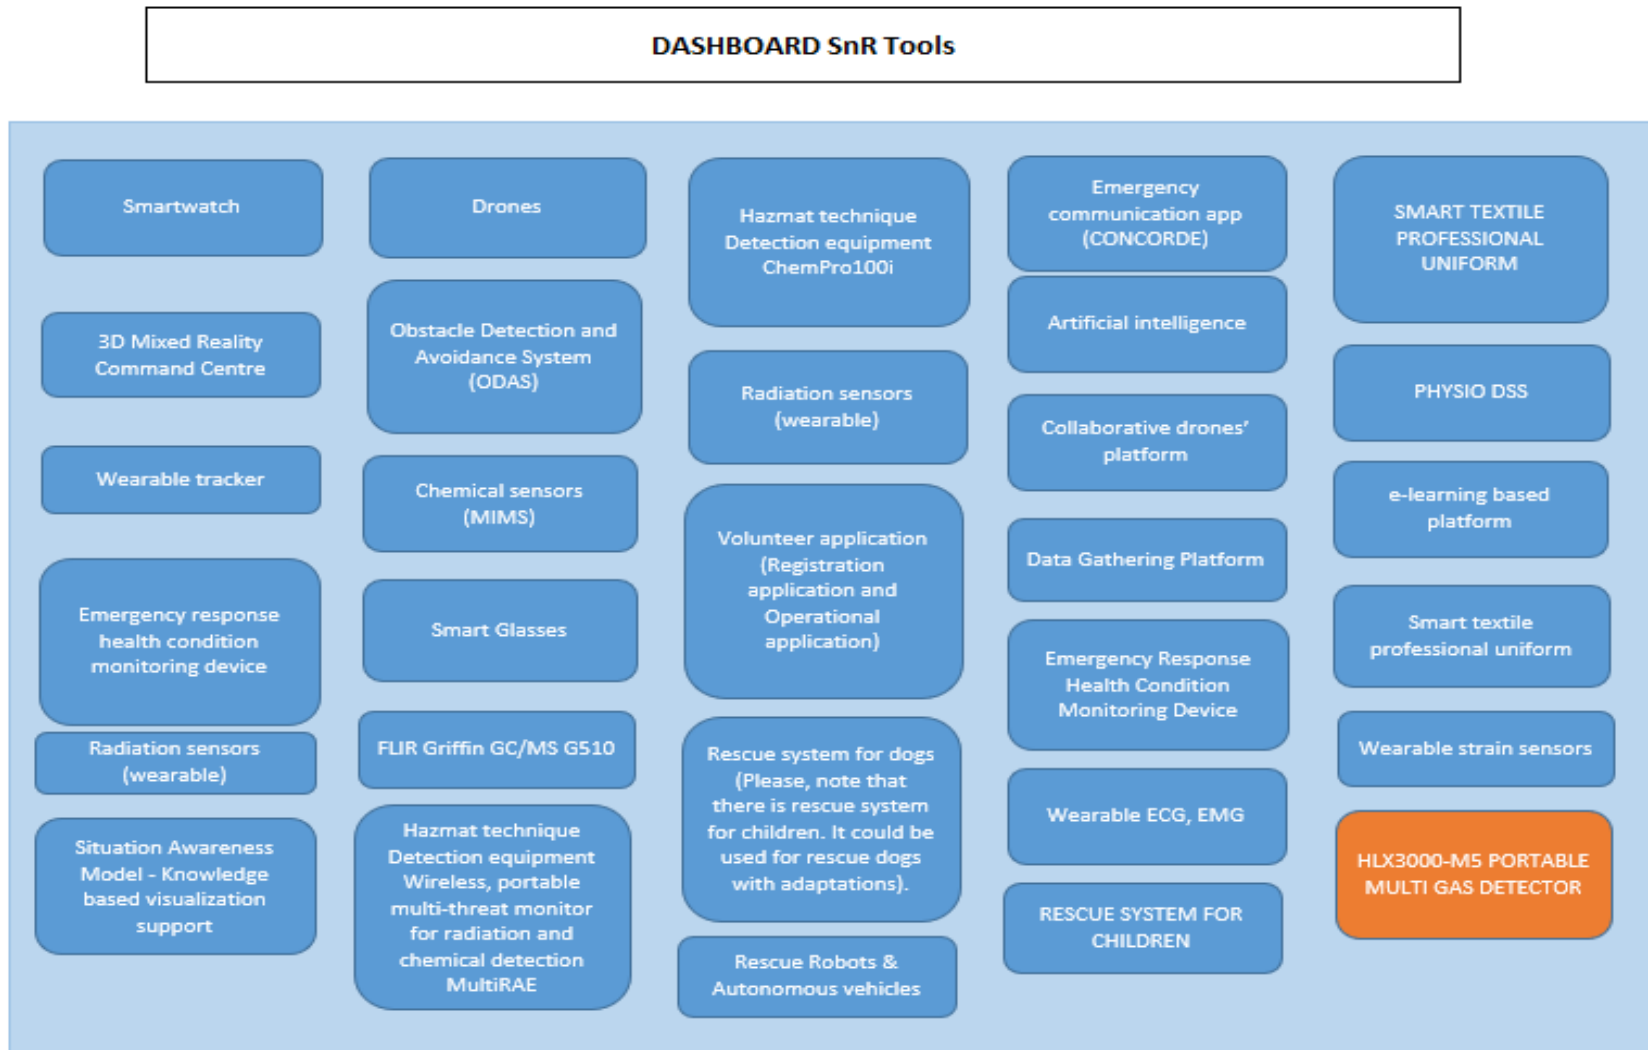 DASHBOARD SnR Tools
Smartwatch
3D Mixed Reality
Command Centre
Wearable tracker
Emergency response
health condition
monitoring device
Radiation sensors
(wearable)
Situation Awareness
Model - Knowledge
based visualization
support
Drones
Obstacle Detection and
Avoidance System
(ODAS)
Chemical sensors
(MIMS)
Smart Glasses
FLIR Griffin GC/MS G510
Hazmat technique
Detection equipment
Wireless, portable
multi-threat monitor
for radiation and
chemical detection
MultiRAE
Hazmat technique
Detection equipment
ChemPro100i
Radiation sensors
(wearable)
Volunteer application
(Registration
application and
Operational
application)
Rescue system for dogs
(Please, note that
there is rescue system
for children. It could be
used for rescue dogs
with adaptations).
Rescue Robots &
Autonomous vehicles
Emergency
communication app
(CONCORDE)
Artificial intelligence
Collaborative drones’
platform
Data Gathering Platform
Emergency Response
Health Condition
Monitoring Device
Wearable ECG, EMG
RESCUE SYSTEM FOR
CHILDREN
SMART TEXTILE
PROFESSIONAL
UNIFORM
PHYSIO DSS
e-learning based
platform
Smart textile
professional uniform
Wearable strain sensors
HLX3000-M5 PORTABLE
MULTI GAS DETECTOR